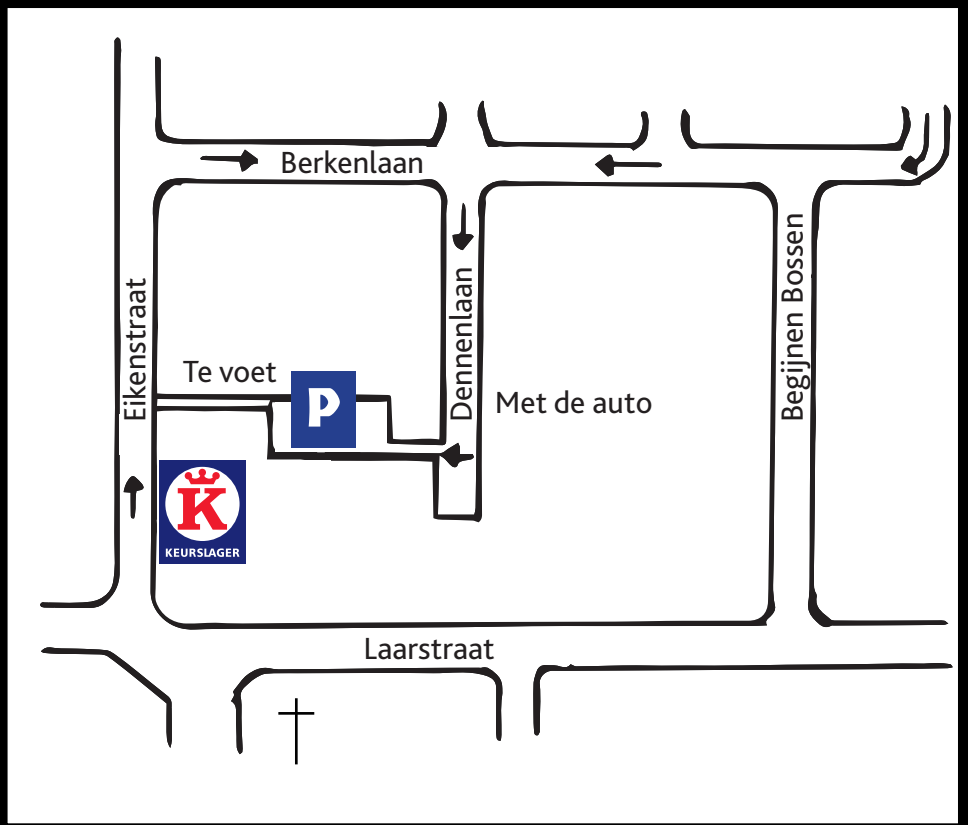 Berkenlaan
Eikenstraat
Te voet
P
Dennenlaan
Met de auto
Begijnen Bossen
K
KEURSLAGER
Laarstraat